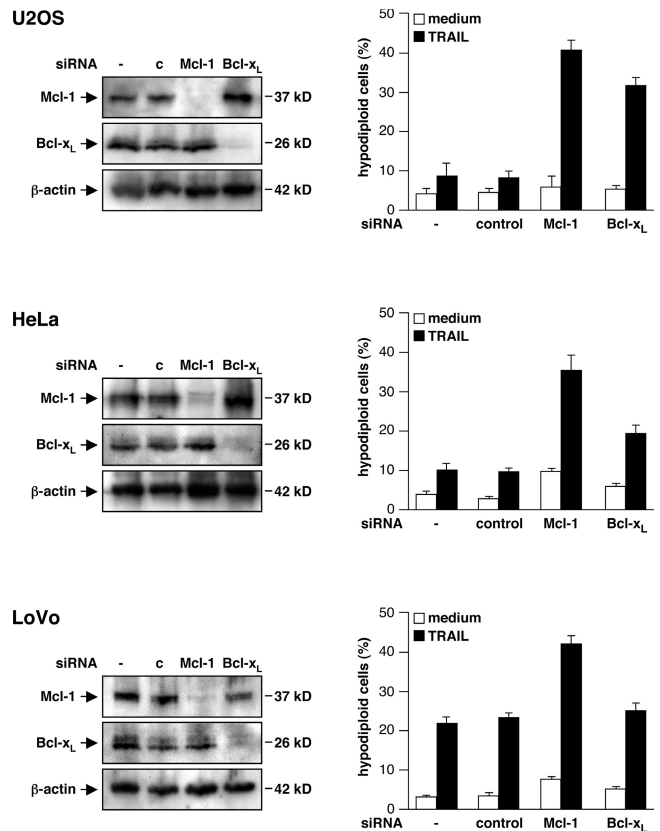 U2OS
siRNA - c Mcl-1 Bcl-xL
Mcl-1 37 kD
Bcl-xL 26 kD
β-actin 42 kD
hypodiploid cells (%)
50
40
30
20
10
0
medium
TRAIL
siRNA - control Mcl-1 Bcl-xL
HeLa
siRNA - c Mcl-1 Bcl-xL
Mcl-1 37 kD
Bcl-xL 26 kD
β-actin 42 kD
hypodiploid cells (%)
50
40
30
20
10
0
medium
TRAIL
siRNA - control Mcl-1 Bcl-xL
LoVo
siRNA - c Mcl-1 Bcl-xL
Mcl-1 37 kD
Bcl-xL 26 kD
β-actin 42 kD
hypodiploid cells (%)
50
40
30
20
10
0
medium
TRAIL
siRNA - control Mcl-1 Bcl-xL